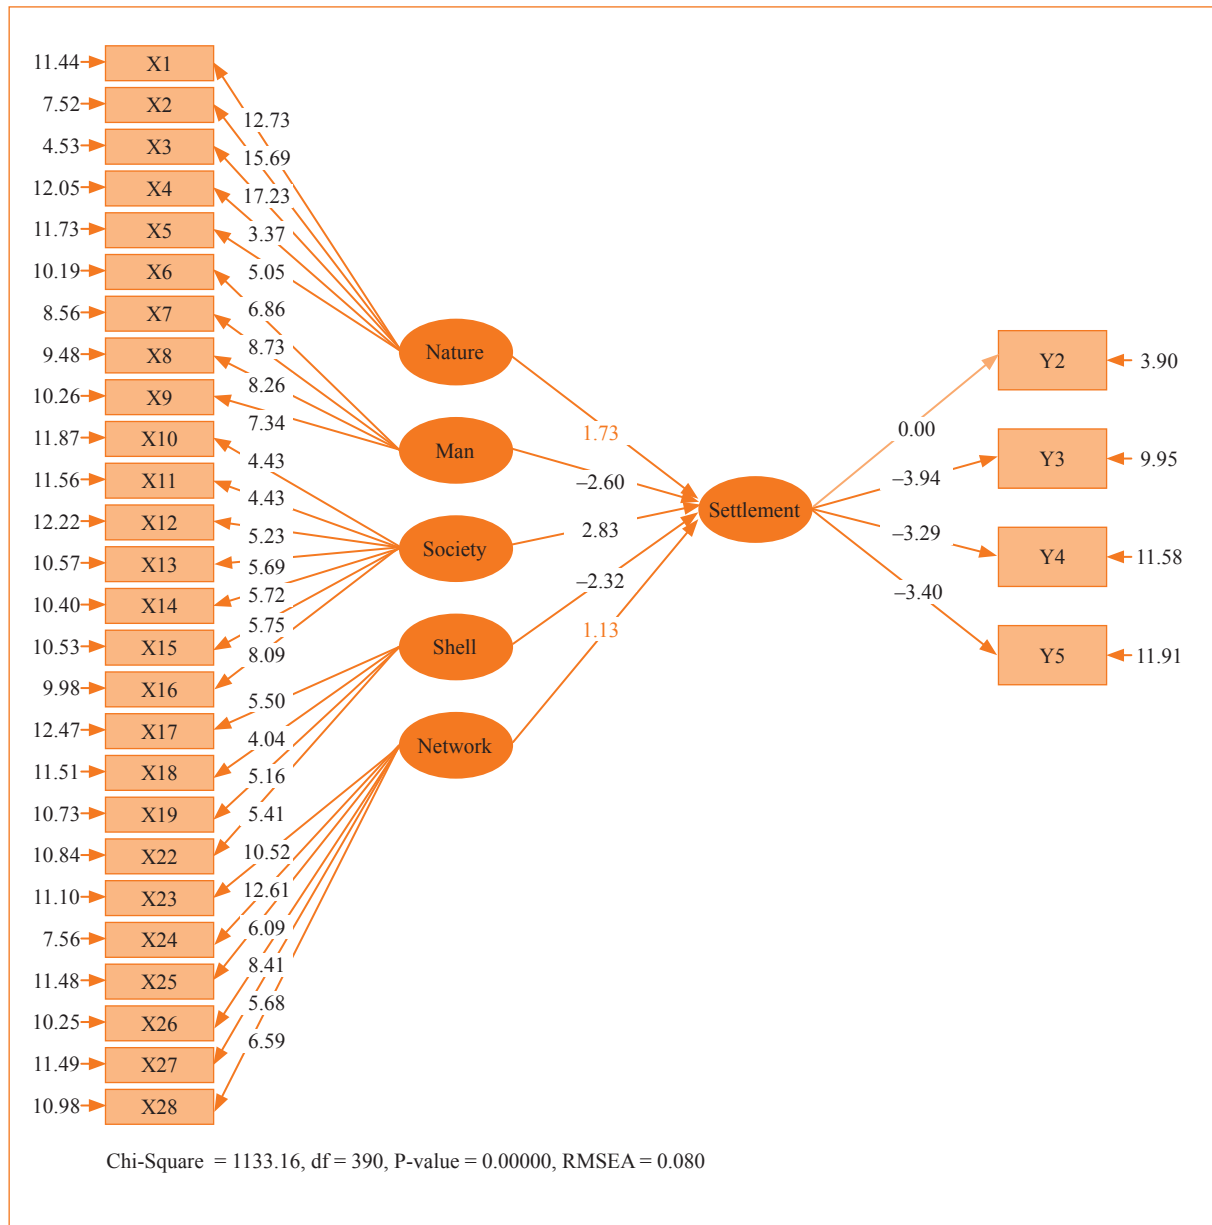 11.44 X1
7.52 X2
12.73
4.53 X3
15.69
12.05 X4
17.23
11.73 X5
3.37
10.19 X6
5.05
8.56 X7
6.86
9.48 X8
8.73
Nature
Y2 3.90
10.26 X9
8.26
7.34
0.00
1.73
11.87 X10
Man
4.43
Y3 9.95
11.56 X11
4.43
−2.60
−3.94
12.22 X12
5.23
2.83
Settlement
−3.29
10.57 X13
5.69
Society
Y4 11.58
10.40 X14
5.72
−2.32
−3.40
5.75
1.13
10.53 X15
8.09
Shell
Y5 11.91
9.98 X16
5.50
12.47 X17
4.04
Network
11.51 X18
5.16
10.73 X19
5.41
10.84 X22
10.52
11.10 X23
12.61
7.56 X24
6.09
11.48 X25
8.41
10.25 X26
5.68
6.59
11.49 X27
10.98 X28
Chi-Square = 1133.16, df = 390, P-value = 0.00000, RMSEA = 0.080